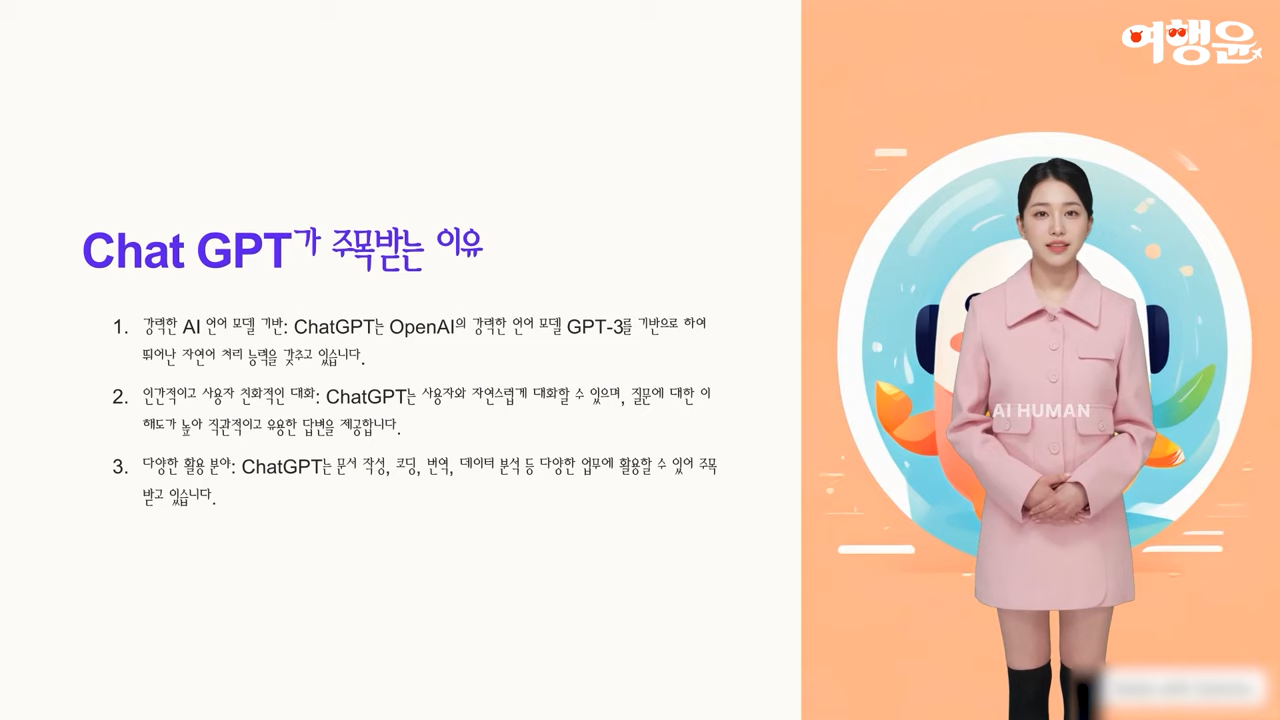 여행윤
Chat GPT가 주목받는 이유
1. 강력한 AI 언어 모델 기반: ChatGPT는 OpenAI의 강력한 언어 모델 GPT-3를 기반으로 하여
뛰어난 자연어 처리 능력을 갖추고 있습니다.
2. 인간적이고 사용자 친화적인 대화: ChatGPT는 사용자와 자연스럽게 대화할 수 있으며, 질문에 대한 이
해도가 높아 직관적이고 유용한 답변을 제공합니다.
3. 다양한 활용 분야: ChatGPT는 문서 작성, 코딩, 번역, 데이터 분석 등 다양한 업무에 활용할 수 있어 주목
받고 있습니다.
AI HUMAN